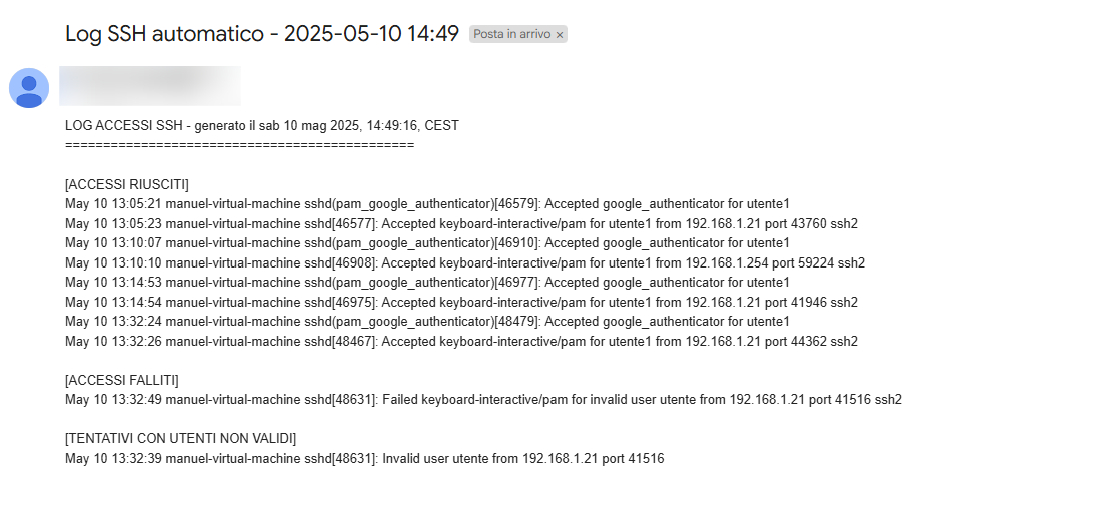 Log SSH automatico - 2025-05-10 14:49 Posta in arrivo ×
LOG ACCESSI SSH - generato il sab 10 mag 2025, 14:49:16, CEST
==============================================
[ACCESSI RIUSCITI]
May 10 13:05:21 manuel-virtual-machine sshd(pam_google_authenticator)[46579]: Accepted google_authenticator for utente1
May 10 13:05:23 manuel-virtual-machine sshd[46577]: Accepted keyboard-interactive/pam for utente1 from 192.168.1.21 port 43760 ssh2
May 10 13:10:07 manuel-virtual-machine sshd(pam_google_authenticator)[46910]: Accepted google_authenticator for utente1
May 10 13:10:10 manuel-virtual-machine sshd[46908]: Accepted keyboard-interactive/pam for utente1 from 192.168.1.254 port 59224 ssh2
May 10 13:14:53 manuel-virtual-machine sshd(pam_google_authenticator)[46977]: Accepted google_authenticator for utente1
May 10 13:14:54 manuel-virtual-machine sshd[46975]: Accepted keyboard-interactive/pam for utente1 from 192.168.1.21 port 41946 ssh2
May 10 13:32:24 manuel-virtual-machine sshd(pam_google_authenticator)[48479]: Accepted google_authenticator for utente1
May 10 13:32:26 manuel-virtual-machine sshd[48467]: Accepted keyboard-interactive/pam for utente1 from 192.168.1.21 port 44362 ssh2
[ACCESSI FALLITI]
May 10 13:32:49 manuel-virtual-machine sshd[48631]: Failed keyboard-interactive/pam for invalid user utente from 192.168.1.21 port 41516 ssh2
[TENTATIVI CON UTENTI NON VALIDI]
May 10 13:32:39 manuel-virtual-machine sshd[48631]: Invalid user utente from 192.168.1.21 port 41516